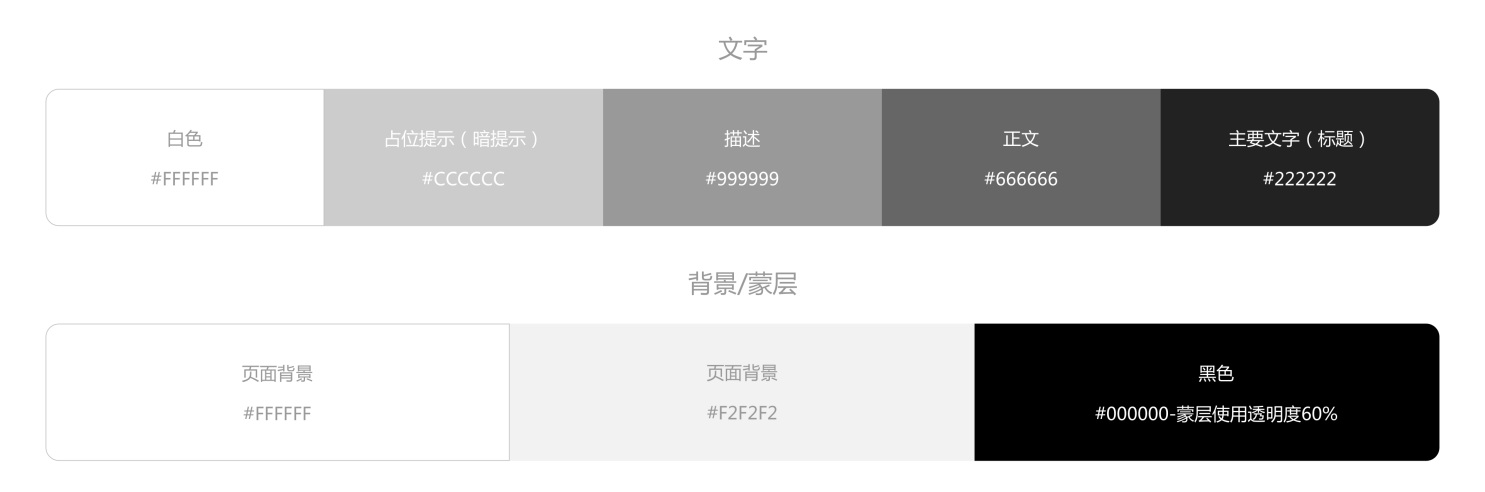 文字
白色
#FFFFFF
占位提示（暗提示）
#CCCCCC
描述
#999999
正文
#666666
主要文字（标题）
#222222
背景/蒙层
页面背景
#FFFFFF
页面背景
#F2F2F2
黑色
#000000-蒙层使用透明度60%